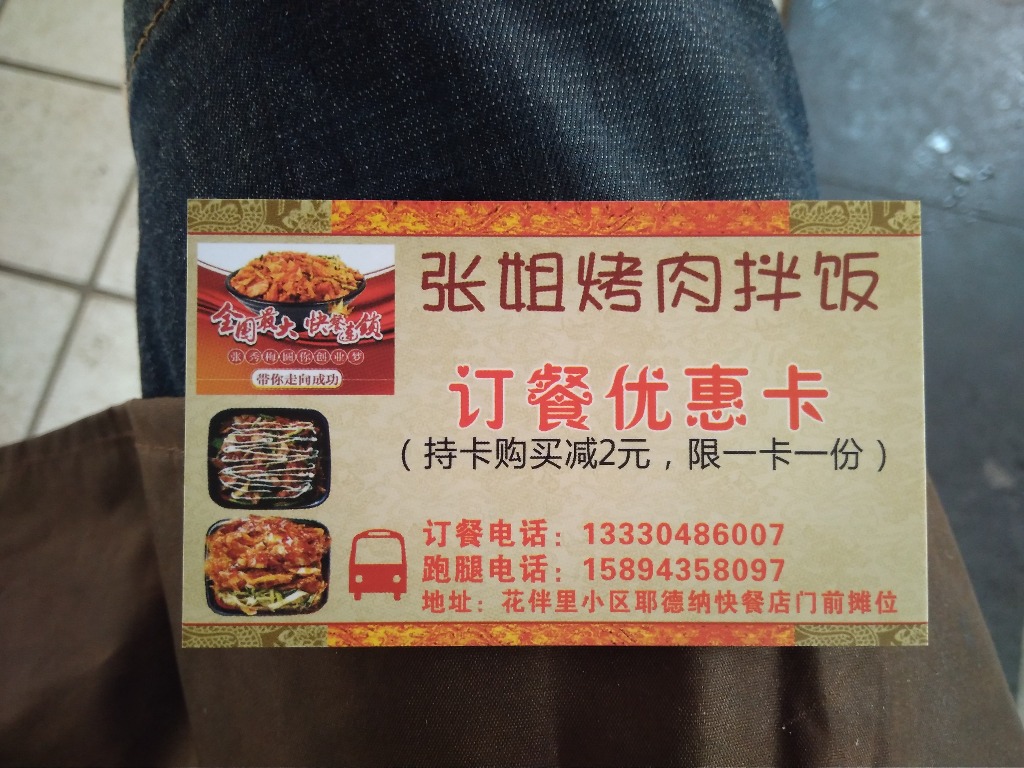 张姐烤肉拌饭
全国最大 快餐连锁
张秀梅圆你创业梦
带你走向成功
订餐优惠卡
(持卡购买减2元，限一卡一份)
订餐电话：13330486007
跑腿电话：15894358097
地址：花伴里小区耶德纳快餐店门前摊位